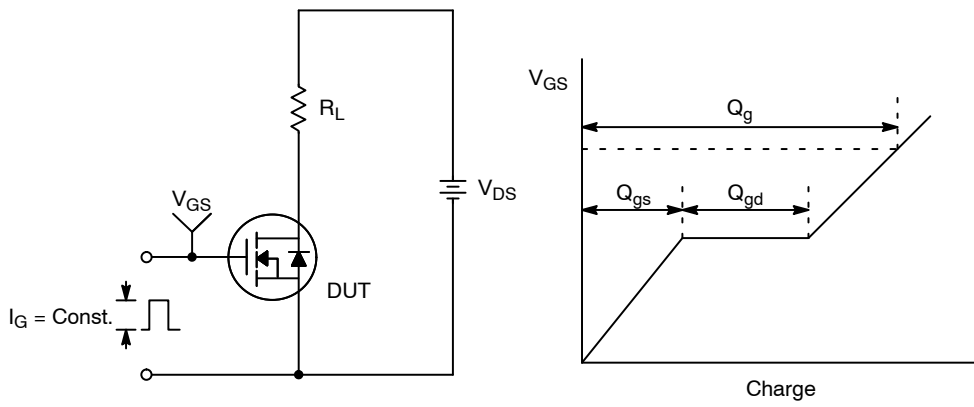 R_L
V_GS
V_DS
DUT
I_G = Const.
V_GS
Q_g
Q_gs
Q_gd
Charge